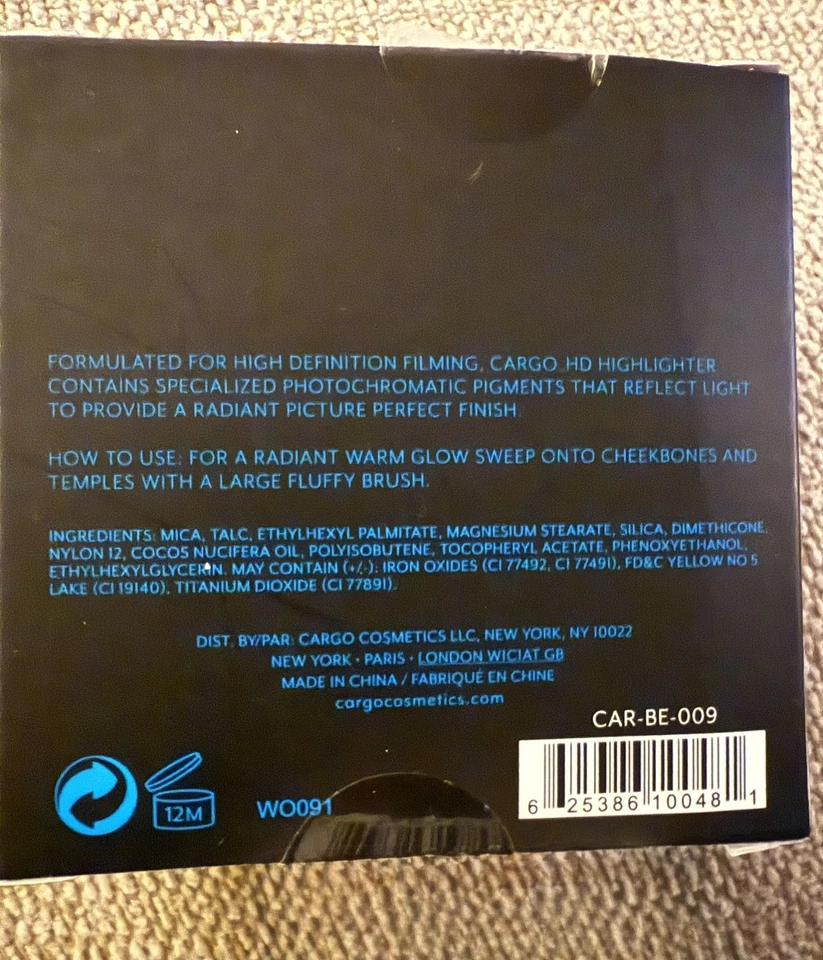 FORMULATED FOR HIGH DEFINITION FILMING, CARGO_HD HIGHLIGHTER
CONTAINS SPECIALIZED PHOTOCHROMATIC PIGMENTS THAT REFLECT LIGHT
TO PROVIDE A RADIANT PICTURE PERFECT FINISH.
HOW TO USE: FOR A RADIANT WARM GLOW SWEEP ONTO CHEEKBONES AND
TEMPLES WITH A LARGE FLUFFY BRUSH.
INGREDIENTS: MICA, TALC, ETHYLHEXYL PALMITATE, MAGNESIUM STEARATE, SILICA, DIMETHICONE,
NYLON 12, COCOS NUCIFERA OIL, POLYISOBUTENE, TOCOPHERYL ACETATE, PHENOXYETHANOL,
ETHYLHEXYLGLYCERIN. MAY CONTAIN (+/-): IRON OXIDES (CI 77492, CI 77491), FD&C YELLOW NO 5
LAKE (CI 19140), TITANIUM DIOXIDE (CI 77891).
DIST. BY/PAR: CARGO COSMETICS LLC, NEW YORK, NY 10022
NEW YORK • PARIS • LONDON WICIAT GB
MADE IN CHINA / FABRIQUÉ EN CHINE
cargocosmetics.com
CAR-BE-009
12M
WO091
6 25386 10048 1